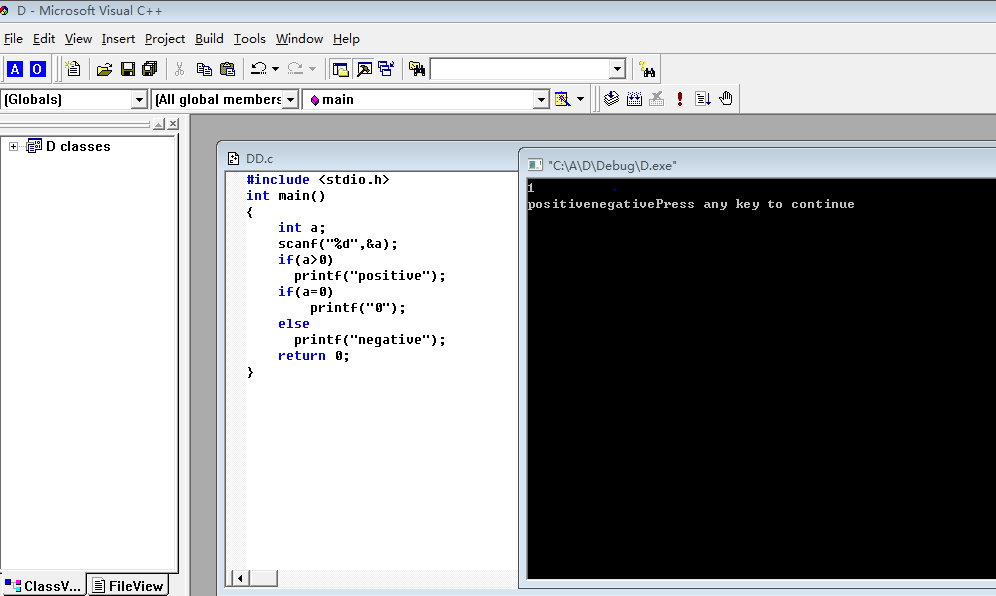 D - Microsoft Visual C++
File Edit View Insert Project Build Tools Window Help
A O
(Globals) (All global members main
D classes
DD.c
#include <stdio.h>
int main()
{
    int a;
    scanf("%d",&a);
    if(a>0)
      printf("positive");
    if(a=0)
        printf("0");
    else
      printf("negative");
    return 0;
}
"C:\A\D\Debug\D.exe"
1
positivenegativePress any key to continue
ClassV... FileView